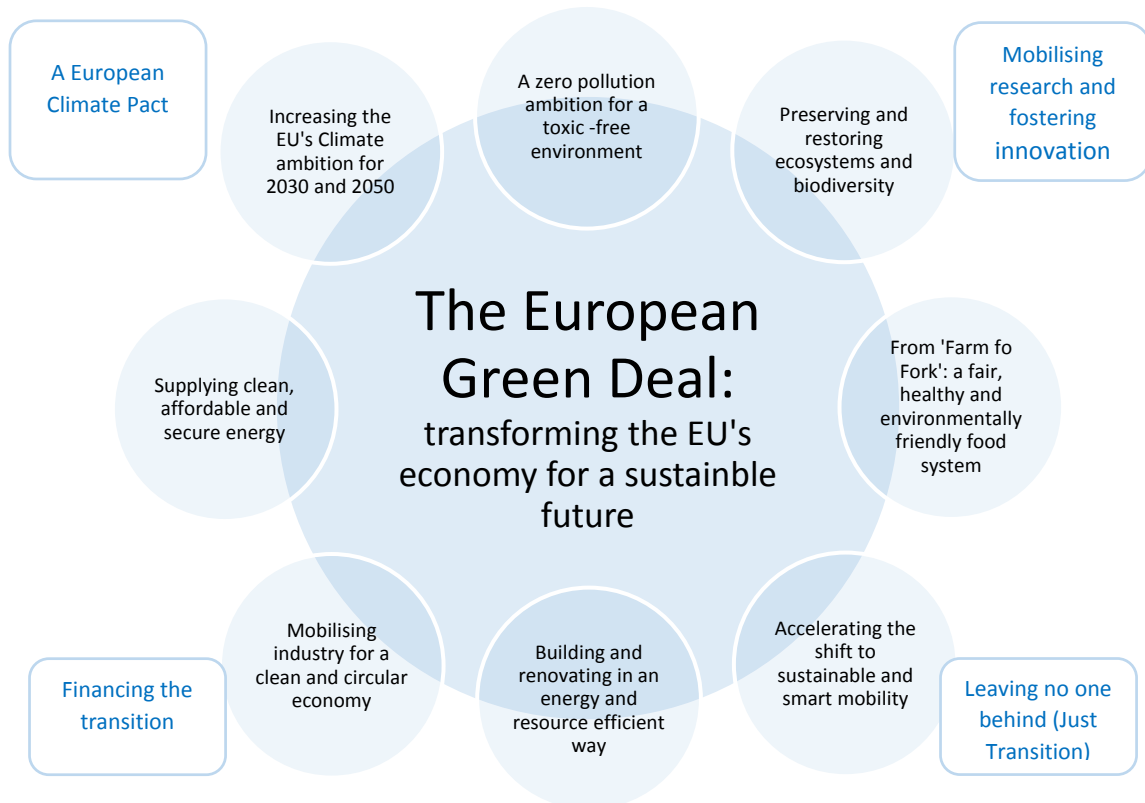 A European
Climate Pact
Increasing the
EU's Climate
ambition for
2030 and 2050
A zero pollution
ambition for a
toxic -free
environment
Preserving and
restoring
ecosystems and
biodiversity
Mobilising
research and
fostering
innovation
The European
Green Deal:
transforming the EU's
economy for a sustainble
future
Supplying clean,
affordable and
secure energy
From 'Farm fo
Fork': a fair,
healthy and
environmentally
friendly food
system
Mobilising
industry for a
clean and circular
economy
Building and
renovating in an
energy and
resource efficient
way
Accelerating the
shift to
sustainable and
smart mobility
Financing the
transition
Leaving no one
behind (Just
Transition)